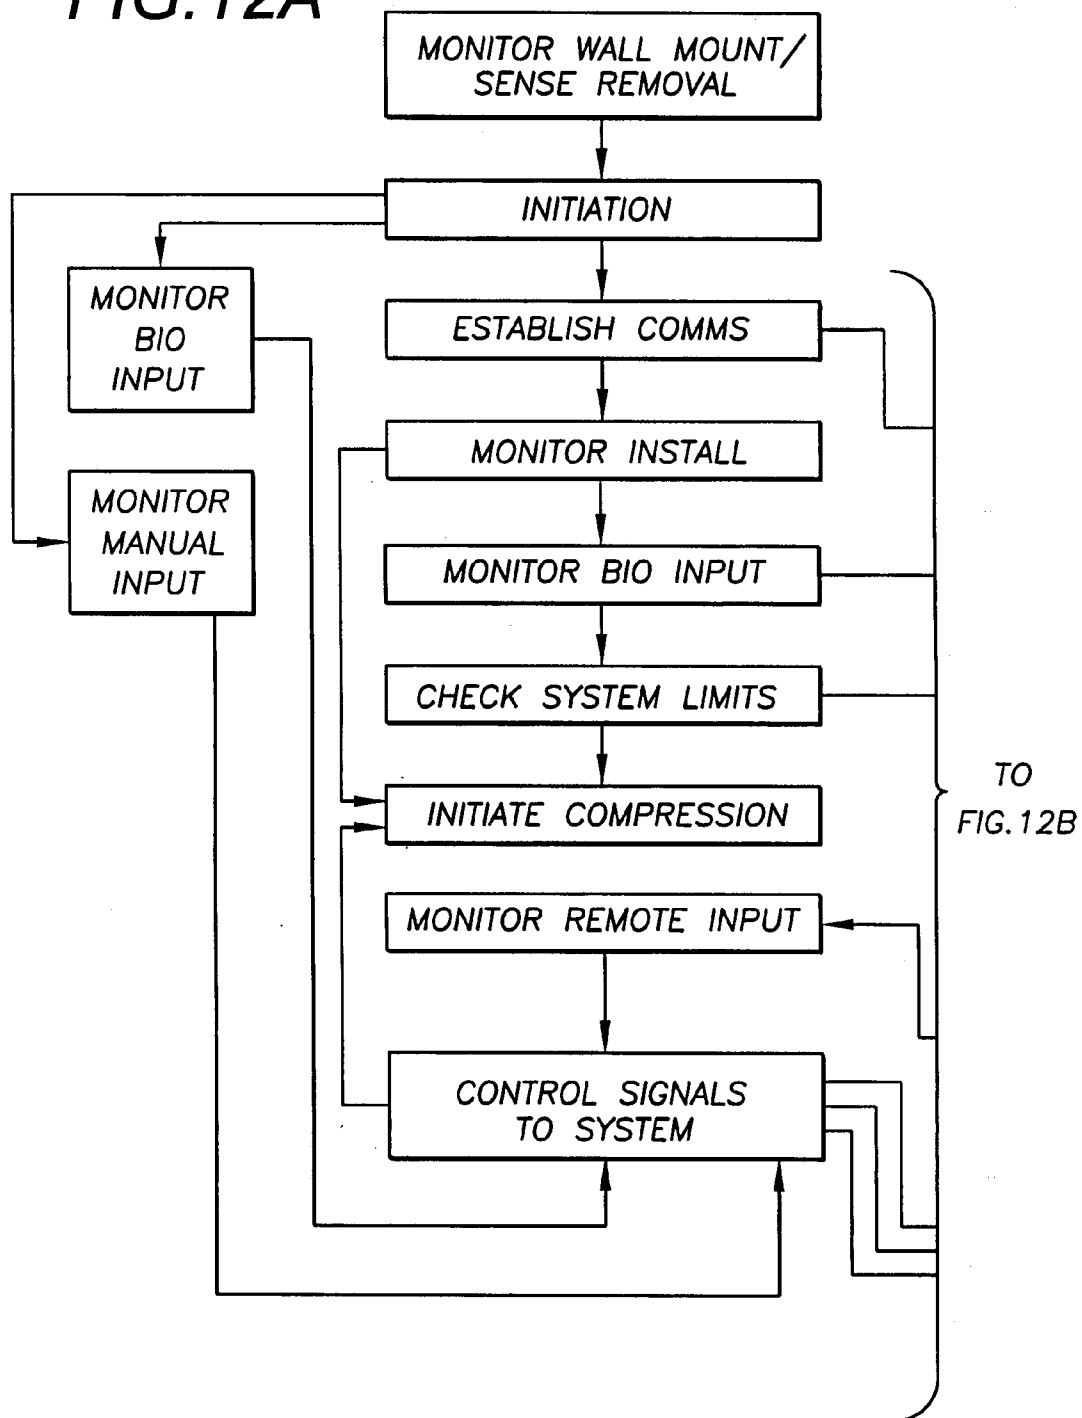 FIG. 12A
MONITOR WALL MOUNT/
SENSE REMOVAL
INITIATION
MONITOR
BIO
INPUT
ESTABLISH COMMS
MONITOR INSTALL
MONITOR
MANUAL
INPUT
MONITOR BIO INPUT
CHECK SYSTEM LIMITS
INITIATE COMPRESSION
TO
FIG. 12B
MONITOR REMOTE INPUT
CONTROL SIGNALS
TO SYSTEM